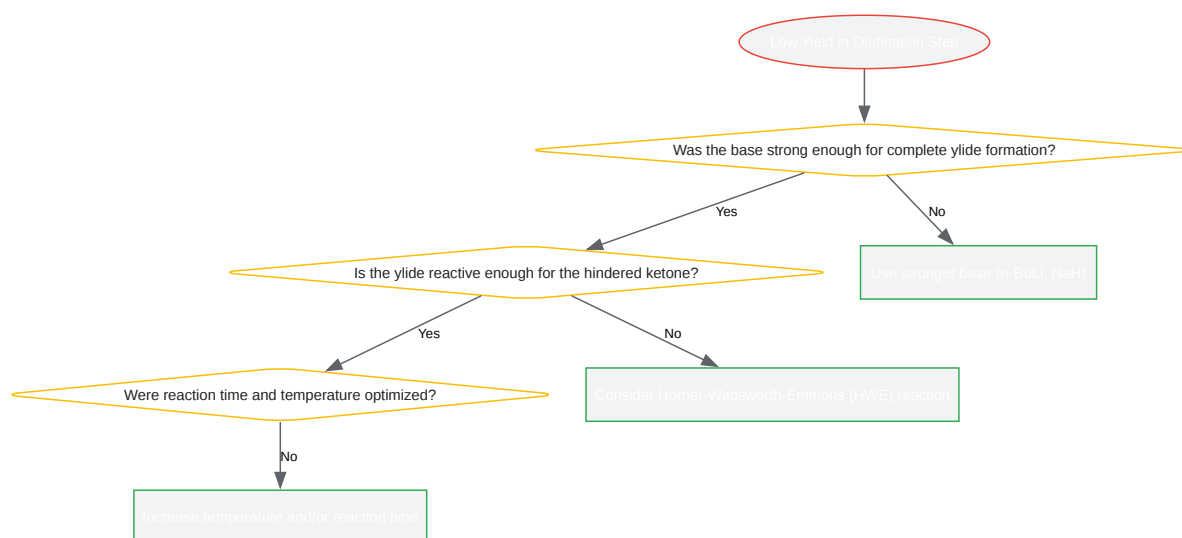 Low Yield in Olefination Step
Was the base strong enough for complete ylide formation?
Yes
No
Is the ylide reactive enough for the hindered ketone?
Use stronger base (n-BuLi, NaH)
Yes
No
Were reaction time and temperature optimized?
Consider Horner-Wadsworth-Emmons (HWE) reaction
No
Increase temperature and/or reaction time